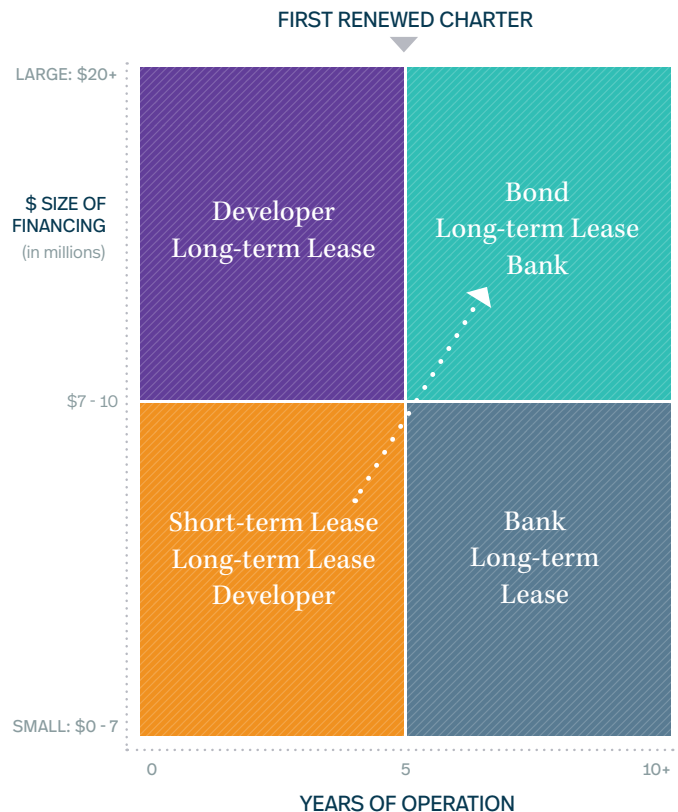 FIRST RENEWED CHARTER
LARGE: $20+
$ SIZE OF
FINANCING
(in millions)
Developer
Long-term Lease
Bond
Long-term Lease
Bank
$7 - 10
Short-term Lease
Long-term Lease
Developer
Bank
Long-term
Lease
SMALL: $0 - 7
0
5
10+
YEARS OF OPERATION